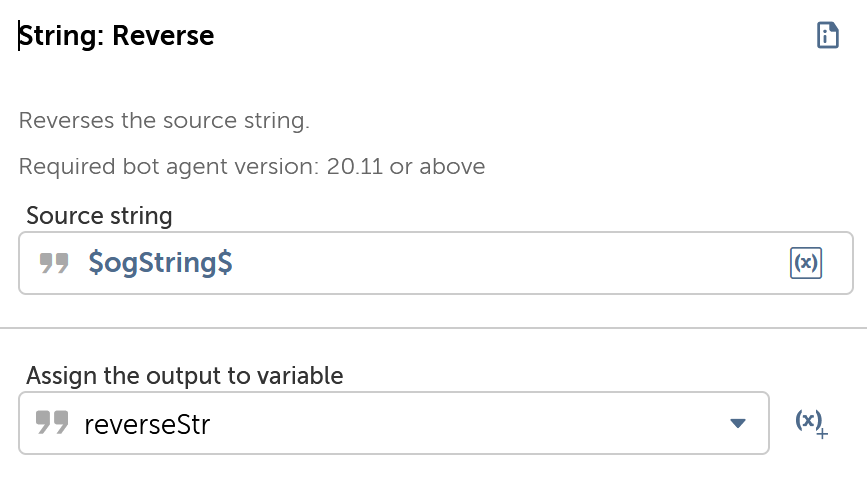 String: Reverse
Reverses the source string.
Required bot agent version: 20.11 or above
Source string
$ogString$
(x)
Assign the output to variable
reverseStr
(x)+